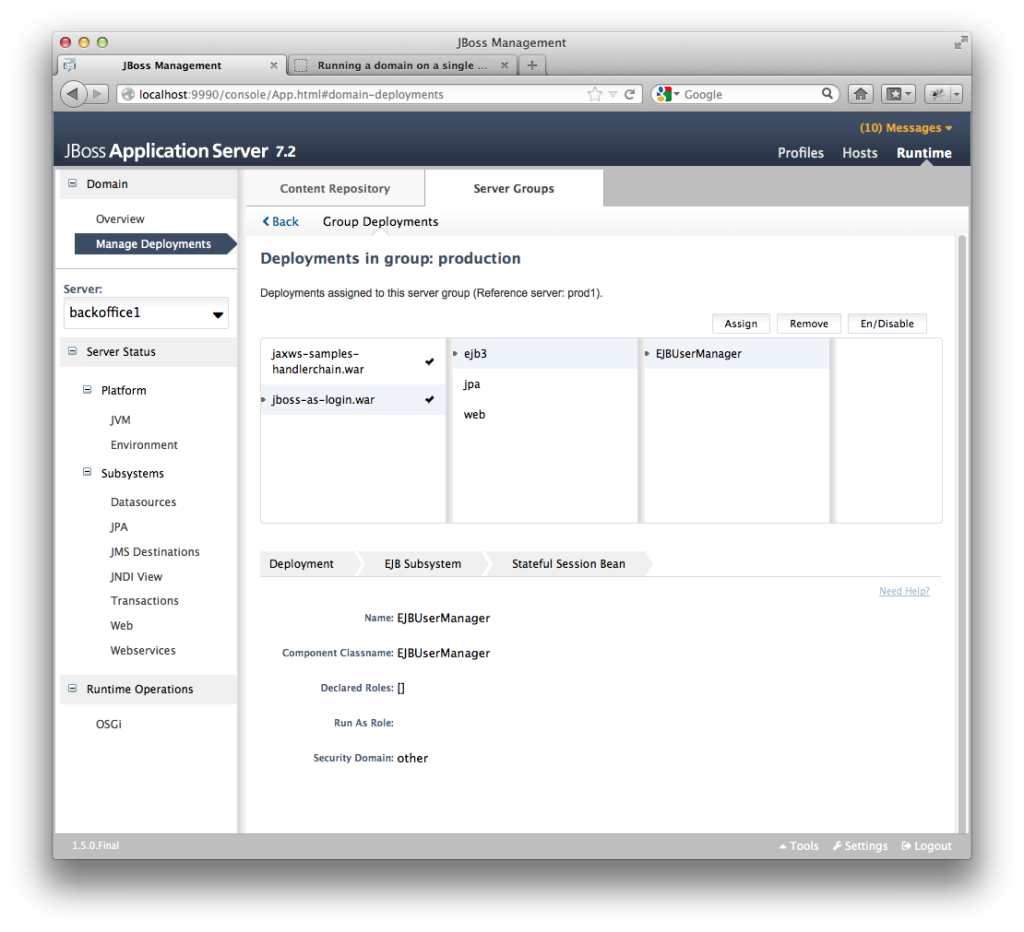 JBoss Management
JBoss Management
Running a domain on a single ...
localhost:9990/console/App.html#domain-deployments
Google
(10) Messages
JBoss Application Server 7.2
Profiles Hosts Runtime
Domain
Overview
Manage Deployments
Server:
backoffice1
Server Status
Platform
JVM
Environment
Subsystems
Datasources
JPA
JMS Destinations
JNDI View
Transactions
Web
Webservices
Runtime Operations
OSGi
Content Repository
Server Groups
Back
Group Deployments
Deployments in group: production
Deployments assigned to this server group (Reference server: prod1).
Assign
Remove
En/Disable
jaxws-samples-
handlerchain.war
jboss-as-login.war
ejb3
jpa
web
EJBUserManager
Deployment
EJB Subsystem
Stateful Session Bean
Need Help?
Name: EJBUserManager
Component Classname: EJBUserManager
Declared Roles: []
Run As Role:
Security Domain: other
1.5.0.Final
Tools Settings Logout